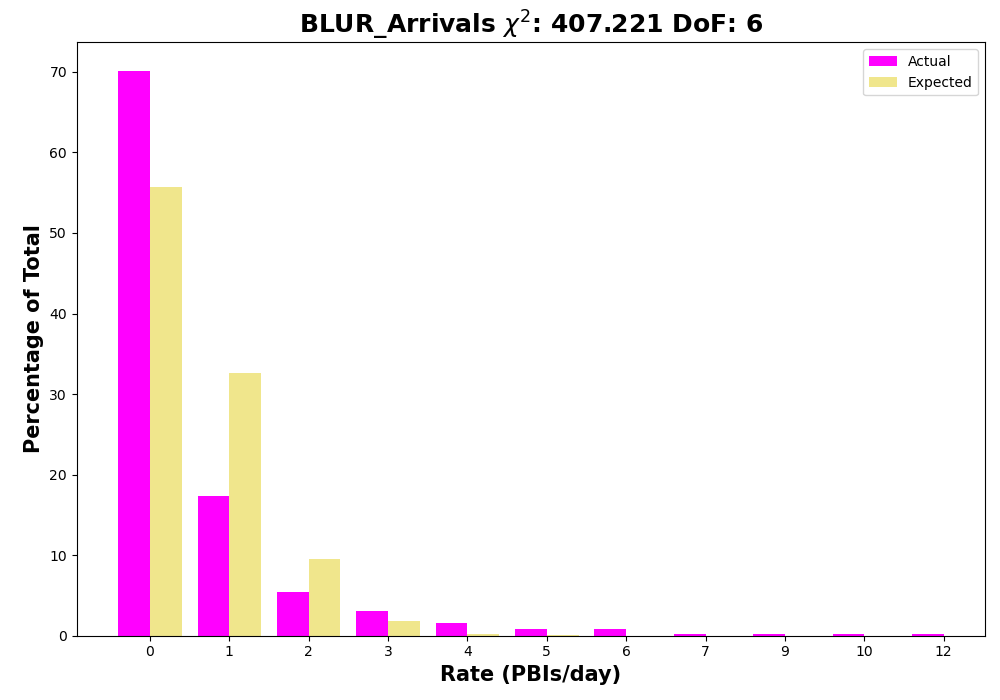 BLUR_Arrivals χ²: 407.221 DoF: 6
Actual
Expected
Percentage of Total
70
60
50
40
30
20
10
0
0 1 2 3 4 5 6 7 9 10 12
Rate (PBIs/day)